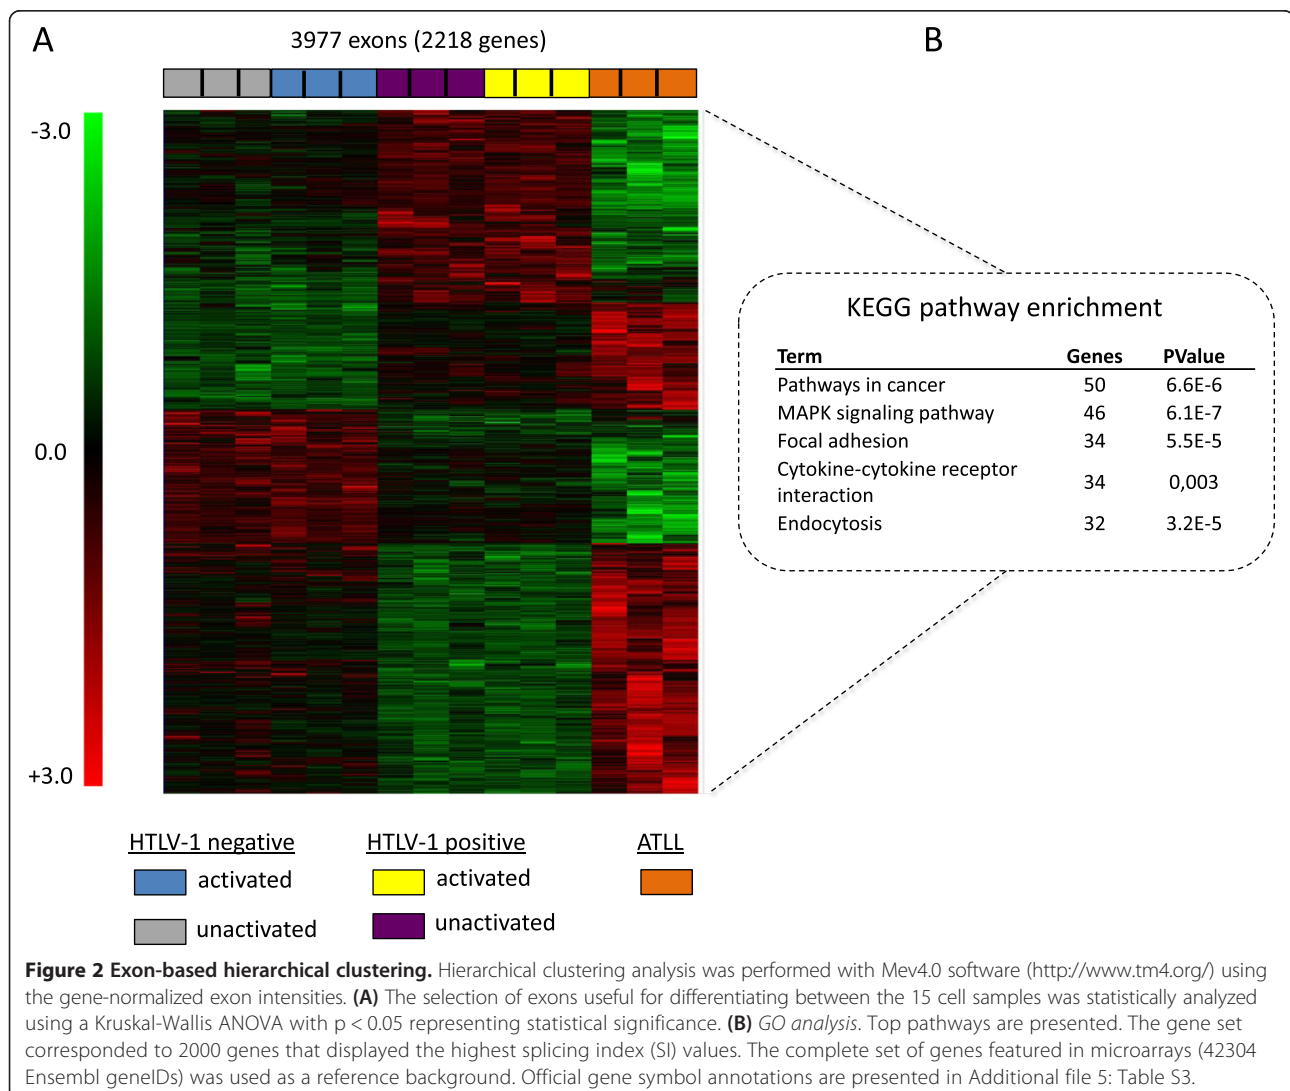 A
B
3977 exons (2218 genes)
-3.0
0.0
+3.0
KEGG pathway enrichment
Term Genes PValue
Pathways in cancer 50 6.6E-6
MAPK signaling pathway 46 6.1E-7
Focal adhesion 34 5.5E-5
Cytokine-cytokine receptor
interaction 34 0,003
Endocytosis 32 3.2E-5
HTLV-1 negative
activated
unactivated
HTLV-1 positive
activated
unactivated
ATLL
Figure 2 Exon-based hierarchical clustering. Hierarchical clustering analysis was performed with Mev4.0 software (http://www.tm4.org/) using
the gene-normalized exon intensities. (A) The selection of exons useful for differentiating between the 15 cell samples was statistically analyzed
using a Kruskal-Wallis ANOVA with p < 0.05 representing statistical significance. (B) GO analysis. Top pathways are presented. The gene set
corresponded to 2000 genes that displayed the highest splicing index (SI) values. The complete set of genes featured in microarrays (42304
Ensembl geneIDs) was used as a reference background. Official gene symbol annotations are presented in Additional file 5: Table S3.